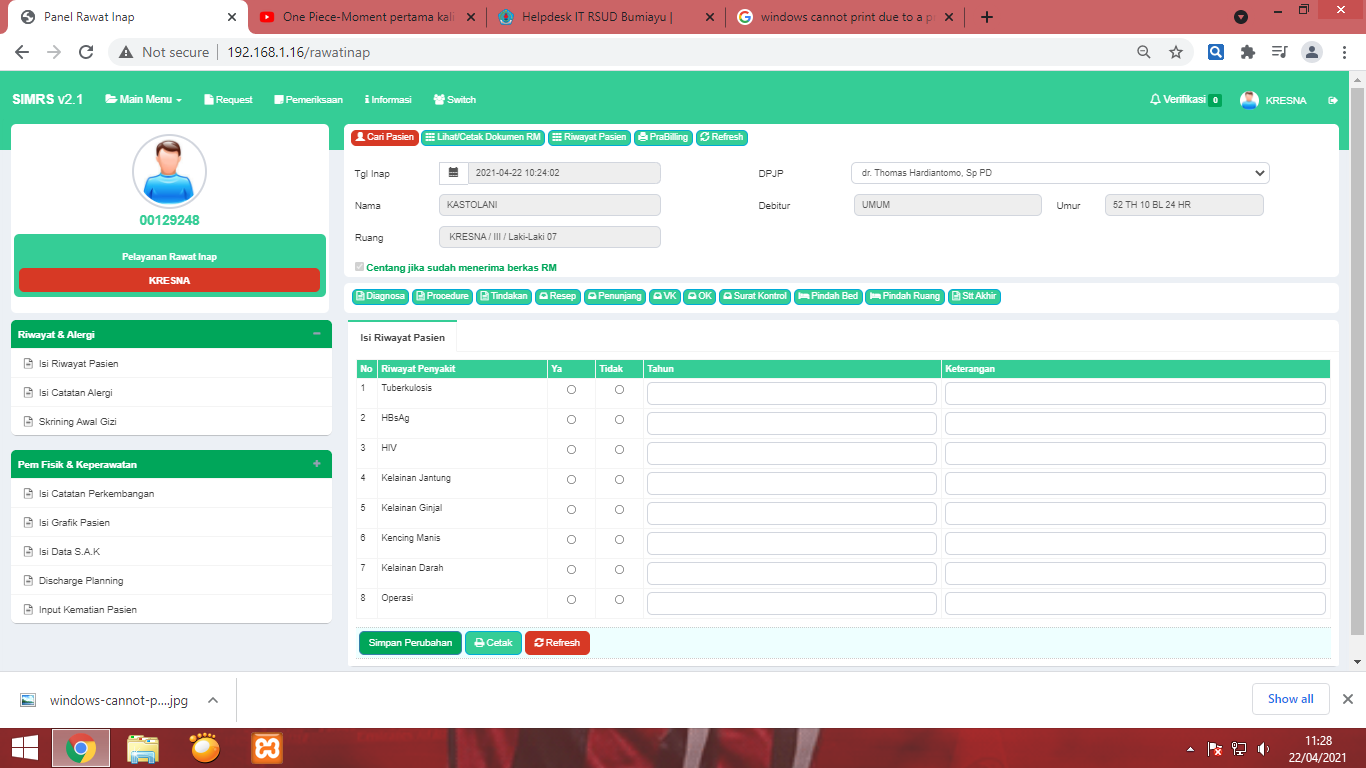 Panel Rawat Inap
One Piece-Moment pertama kali
Helpdesk IT RSUD Bumiayu |
windows cannot print due to a p
Not secure 192.168.1.16/rawatinap
SIMRS v2.1 Main Menu Request Pemeriksaan Informasi Switch Verifikasi 0 KRESNA
00129248
Pelayanan Rawat Inap
KRESNA
Riwayat & Alergi
Isi Riwayat Pasien
Isi Catatan Alergi
Skrining Awal Gizi
Pem Fisik & Keperawatan
Isi Catatan Perkembangan
Isi Grafik Pasien
Isi Data S.A.K
Discharge Planning
Input Kematian Pasien
Cari Pasien Lihat/Cetak Dokumen RM Riwayat Pasien PraBilling Refresh
Tgl Inap 2021-04-22 10:24:02 DPJP dr. Thomas Hardiantomo, Sp PD
Nama KASTOLANI Debitur UMUM Umur 52 TH 10 BL 24 HR
Ruang KRESNA / III / Laki-Laki 07
Centang jika sudah menerima berkas RM
Diagnosa Procedure Tindakan Resep Penunjang VK OK Surat Kontrol Pindah Bed Pindah Ruang Stt Akhir
Isi Riwayat Pasien
No Riwayat Penyakit Ya Tidak Tahun Keterangan
1 Tuberkulosis
2 HBsAg
3 HIV
4 Kelainan Jantung
5 Kelainan Ginjal
6 Kencing Manis
7 Kelainan Darah
8 Operasi
Simpan Perubahan Cetak Refresh
windows-cannot-p....jpg Show all
11:28
22/04/2021